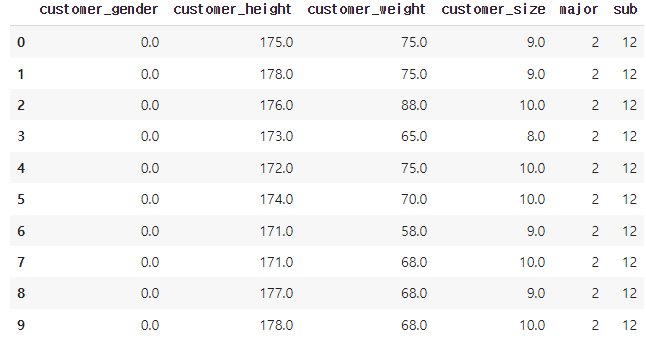 customer_gender customer_height customer_weight customer_size major sub
0 0.0 175.0 75.0 9.0 2 12
1 0.0 178.0 75.0 9.0 2 12
2 0.0 176.0 88.0 10.0 2 12
3 0.0 173.0 65.0 8.0 2 12
4 0.0 172.0 75.0 10.0 2 12
5 0.0 174.0 70.0 10.0 2 12
6 0.0 171.0 58.0 9.0 2 12
7 0.0 171.0 68.0 10.0 2 12
8 0.0 177.0 68.0 9.0 2 12
9 0.0 178.0 68.0 10.0 2 12